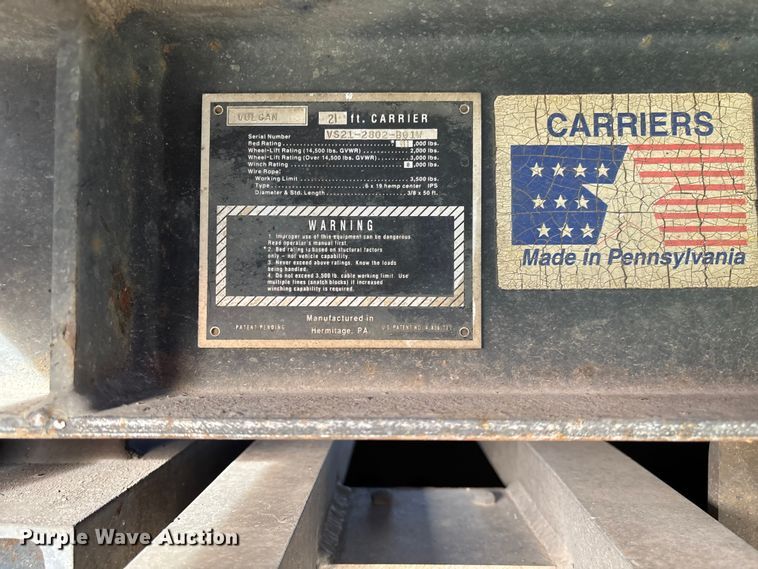 VULCAN 21 ft. CARRIER
Serial Number VS21-2802-B01W
Bed Rating ,000 lbs.
Wheel-Lift Rating (14,500 lbs. GVWR) 2,000 lbs.
Wheel-Lift Rating (Over 14,500 lbs. GVWR) 3,000 lbs.
Winch Rating 8,000 lbs.
Wire Rope:
Working Limit 3,500 lbs.
Type 6 x 19 hemp center IPS
Diameter & Std. Length 3/8 x 50 ft.
WARNING
1. Improper use of this equipment can be dangerous.
Read operator's manual first.
*2. Bed rating is based on stuctural factors
only - not vehicle capability.
3. Never exceed above ratings. Know the loads
being handled.
4. Do not exceed 3,500 lb. cable working limit. Use
multiple lines (snatch blocks) if increased
winching capability is required.
Manufactured in
Hermitage, PA.
PATENT PENDING
U.S. PATENT NO.
CARRIERS
Made in Pennsylvania
Purple Wave Auction